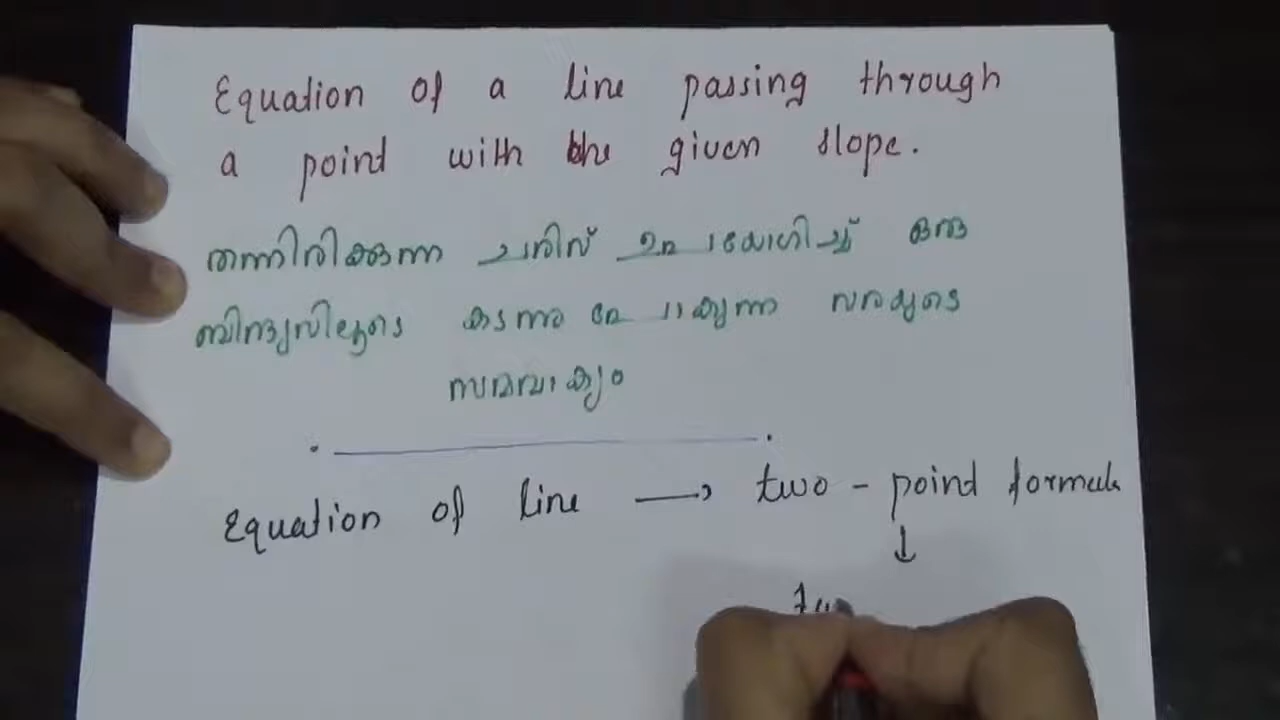 Equation of a line passing through
a point with the given slope.
തന്നിരിക്കുന്ന ചരിവ് ഉപയോഗിച്ച് ഒരു
ബിന്ദുവിലൂടെ കടന്നു പോകുന്ന വരയുടെ
സമവാക്യം
Equation of line ⟶ two - point formula
↓